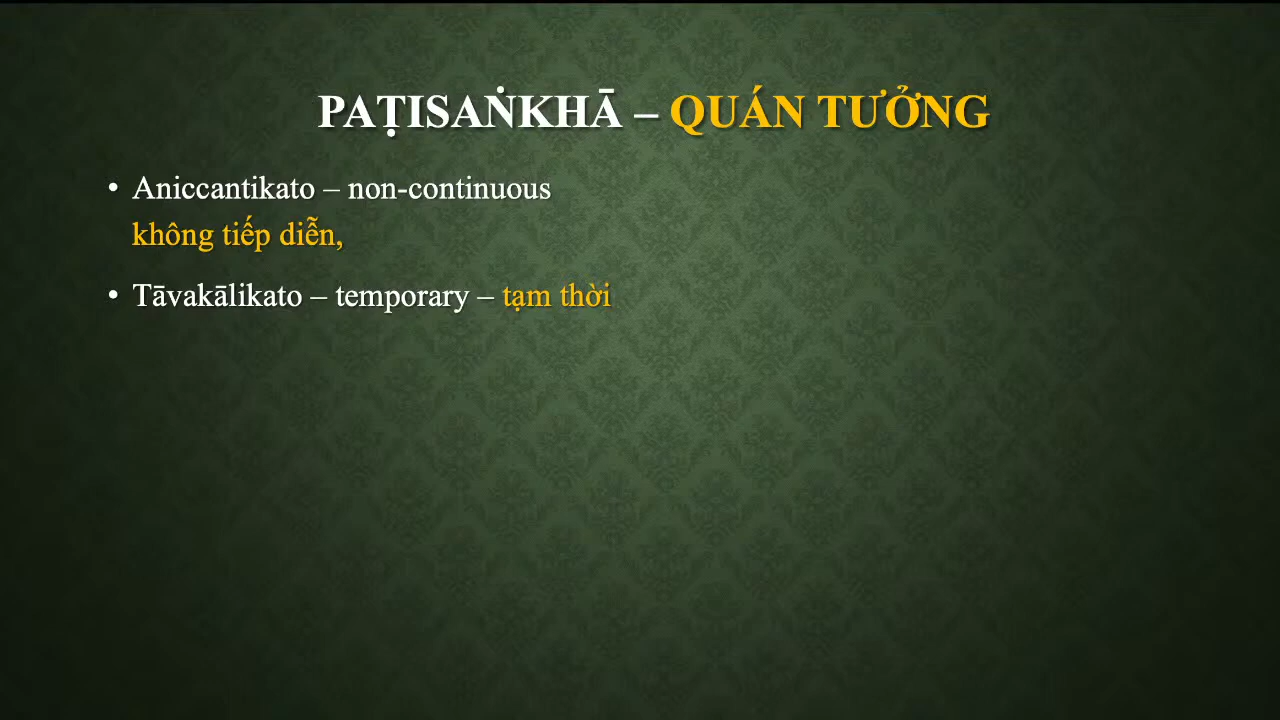 PAṬISAṄKHĀ – QUÁN TƯỞNG
• Aniccantikato – non-continuous
không tiếp diễn,
• Tāvakālikato – temporary – tạm thời